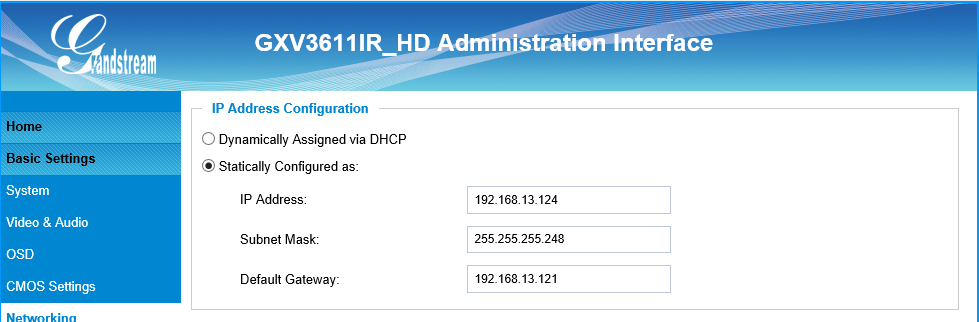 Grandstream
GXV3611IR_HD Administration Interface
Home
Basic Settings
System
Video & Audio
OSD
CMOS Settings
Networking
IP Address Configuration
Dynamically Assigned via DHCP
Statically Configured as:
IP Address: 192.168.13.124
Subnet Mask: 255.255.255.248
Default Gateway: 192.168.13.121